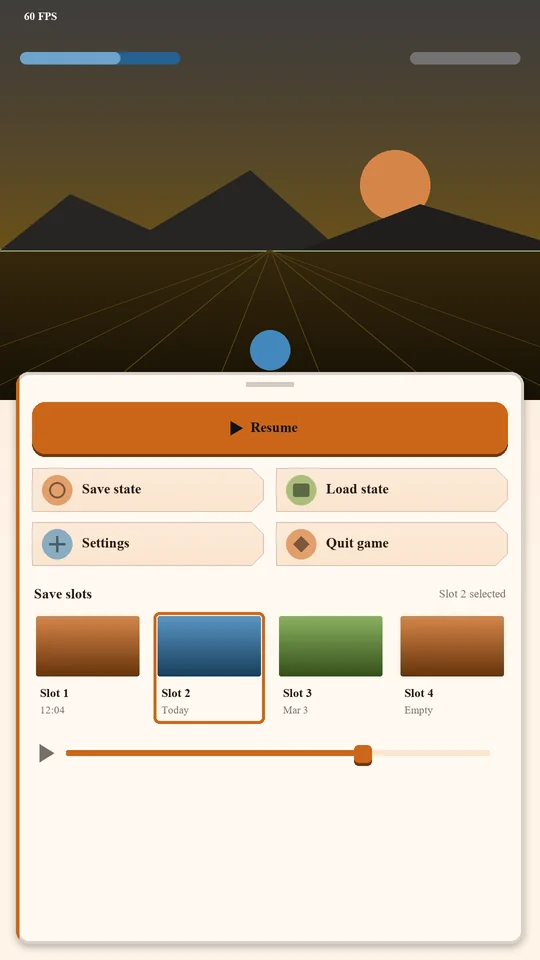 60 FPS
Resume
Save state
Load state
Settings
Quit game
Save slots
Slot 2 selected
Slot 1
12:04
Slot 2
Today
Slot 3
Mar 3
Slot 4
Empty